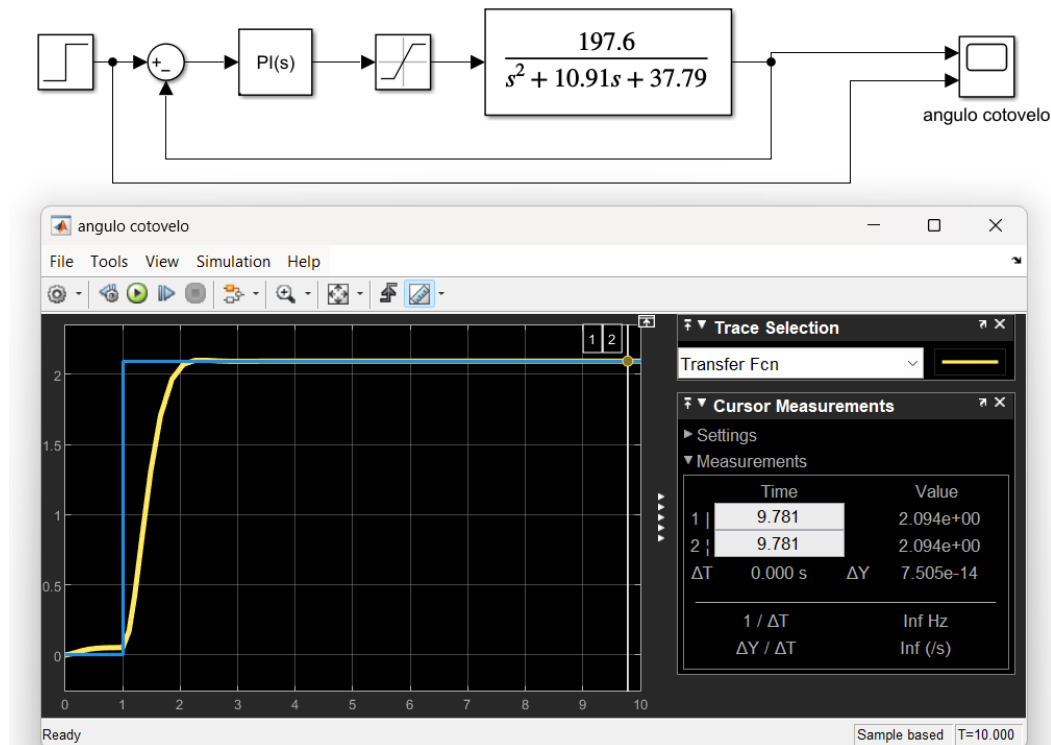 +
−
PI(s)
197.6
s² + 10.91s + 37.79
angulo cotovelo
angulo cotovelo
File Tools View Simulation Help
1 2
2
1.5
1
0.5
0
0 1 2 3 4 5 6 7 8 9 10
Trace Selection
Transfer Fcn
Cursor Measurements
Settings
Measurements
Time Value
1 | 9.781 2.094e+00
2 ¦ 9.781 2.094e+00
ΔT 0.000 s ΔY 7.505e-14
1 / ΔT Inf Hz
ΔY / ΔT Inf (/s)
Ready
Sample based T=10.000